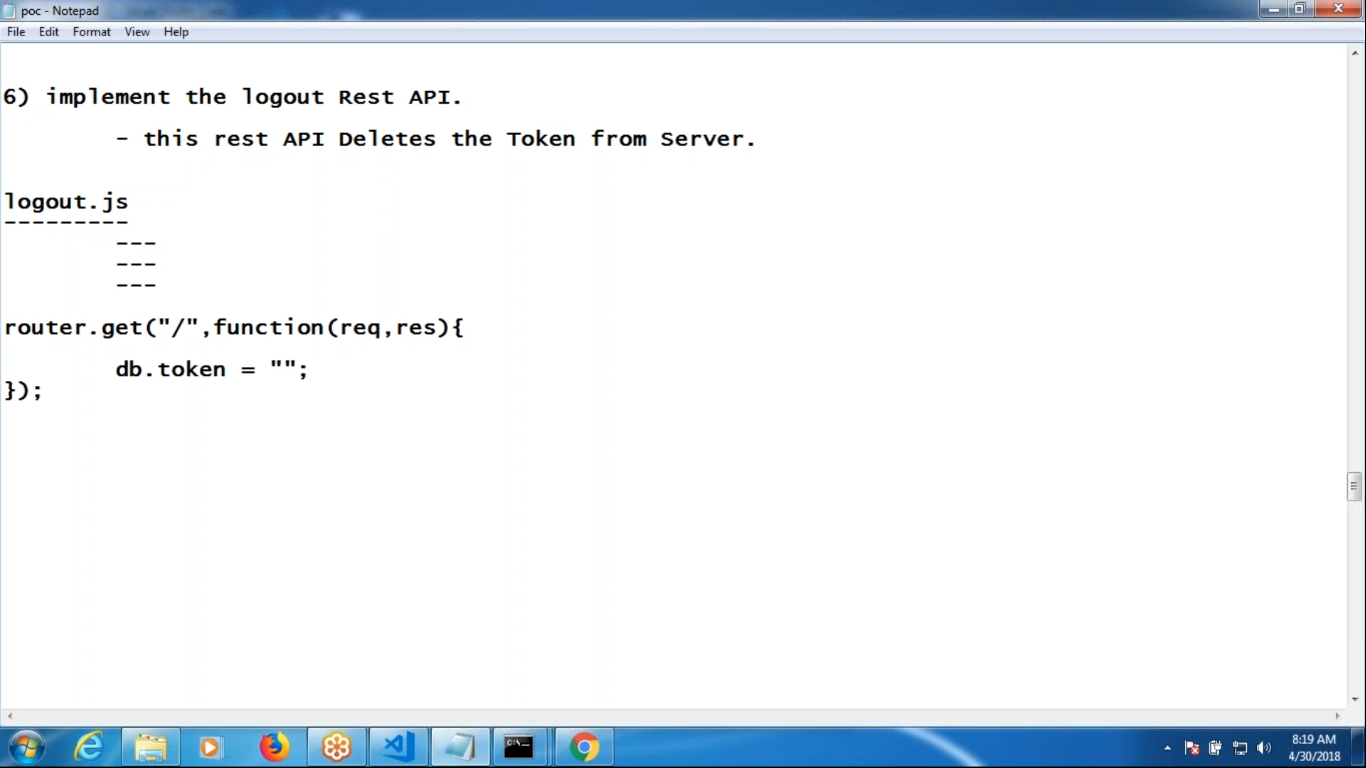 poc - Notepad
File Edit Format View Help
6) implement the logout Rest API.
- this rest API Deletes the Token from Server.
logout.js
---------
---
---
---
router.get("/",function(req,res){
db.token = "";
});
8:19 AM
4/30/2018